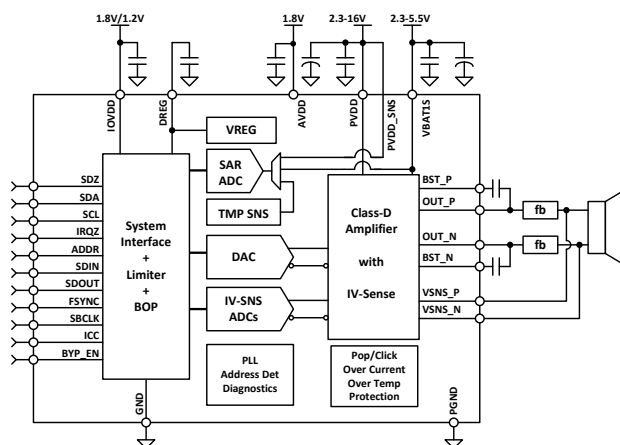 1.8V/1.2V
1.8V
2.3-16V
2.3-5.5V
IOVDD
DREG
AVDD
PVDD
PVDD_SNS
VBAT1S
VREG
SAR
ADC
TMP SNS
DAC
IV-SNS
ADCs
SDZ
SDA
SCL
IRQZ
ADDR
SDIN
SDOUT
FSYNC
SBCLK
ICC
BYP_EN
System
Interface
+
Limiter
+
BOP
Class-D
Amplifier
with
IV-Sense
BST_P
OUT_P
OUT_N
BST_N
VSNS_P
VSNS_N
fb
fb
PLL
Address Det
Diagnostics
Pop/Click
Over Current
Over Temp
Protection
GND
PGND